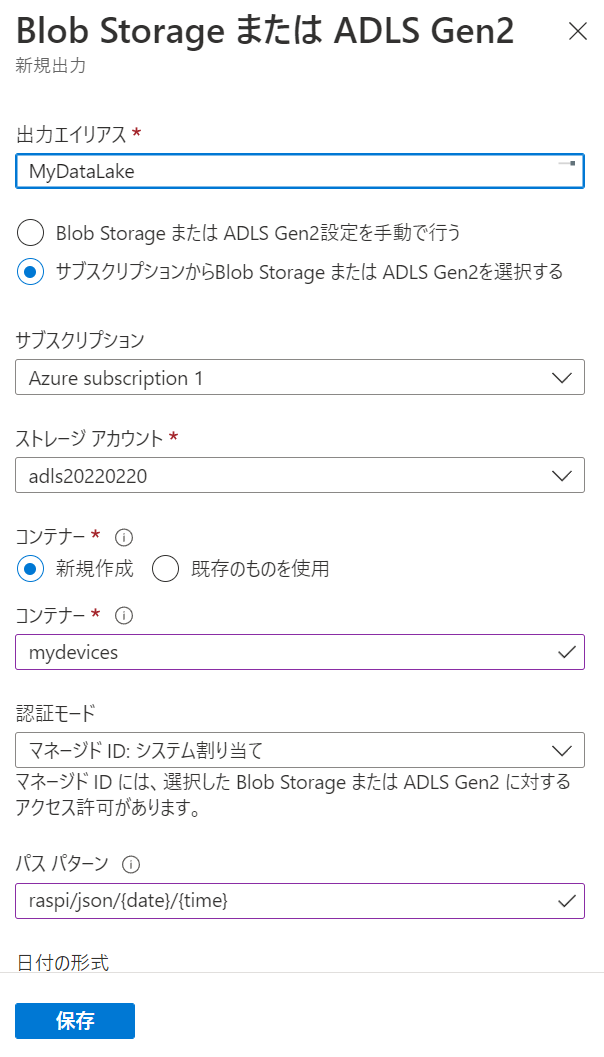 Blob Storage または ADLS Gen2
新規出力
出力エイリアス *
MyDataLake
Blob Storage または ADLS Gen2設定を手動で行う
サブスクリプションからBlob Storage または ADLS Gen2を選択する
サブスクリプション
Azure subscription 1
ストレージ アカウント *
adls20220220
コンテナー *
新規作成 既存のものを使用
コンテナー *
mydevices
認証モード
マネージド ID: システム割り当て
マネージド ID には、選択した Blob Storage または ADLS Gen2 に対する
アクセス許可があります。
パス パターン
raspi/json/{date}/{time}
日付の形式
保存